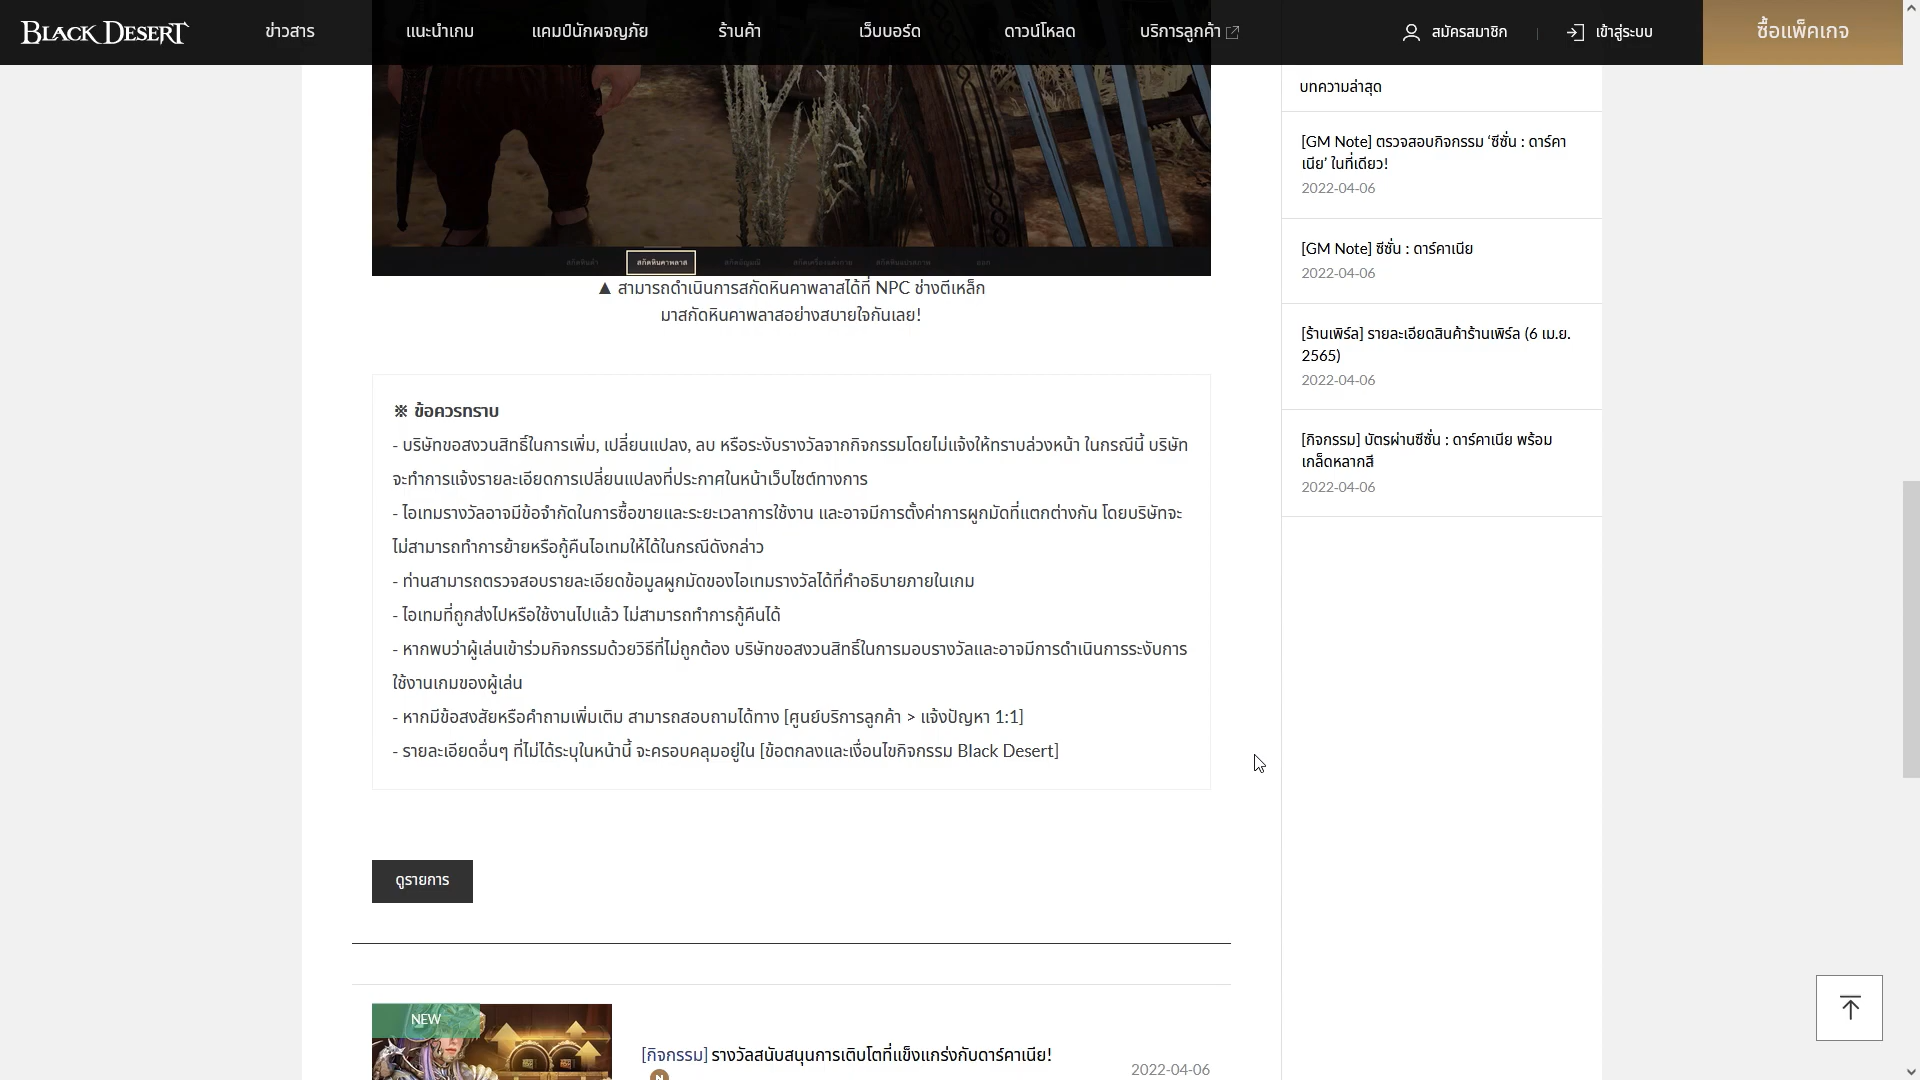 BLACK DESERT ข่าวสาร แนะนำเกม แคมป์นักผจญภัย ร้านค้า เว็บบอร์ด ดาวน์โหลด บริการลูกค้า สมัครสมาชิก เข้าสู่ระบบ ซื้อแพ็คเกจ
สกัดหินคาพลาส
▲ สามารถดำเนินการสกัดหินคาพลาสได้ที่ NPC ช่างตีเหล็ก
มาสกัดหินคาพลาสอย่างสบายใจกันเลย!
※ ข้อควรทราบ
- บริษัทขอสงวนสิทธิ์ในการเพิ่ม, เปลี่ยนแปลง, ลบ หรือระงับรางวัลจากกิจกรรมโดยไม่แจ้งให้ทราบล่วงหน้า ในกรณีนี้ บริษัท
จะทำการแจ้งรายละเอียดการเปลี่ยนแปลงที่ประกาศในหน้าเว็บไซต์ทางการ
- ไอเทมรางวัลอาจมีข้อจำกัดในการซื้อขายและระยะเวลาการใช้งาน และอาจมีการตั้งค่าการผูกมัดที่แตกต่างกัน โดยบริษัทจะ
ไม่สามารถทำการย้ายหรือกู้คืนไอเทมให้ได้ในกรณีดังกล่าว
- ท่านสามารถตรวจสอบรายละเอียดข้อมูลผูกมัดของไอเทมรางวัลได้ที่คำอธิบายภายในเกม
- ไอเทมที่ถูกส่งไปหรือใช้งานไปแล้ว ไม่สามารถทำการกู้คืนได้
- หากพบว่าผู้เล่นเข้าร่วมกิจกรรมด้วยวิธีที่ไม่ถูกต้อง บริษัทขอสงวนสิทธิ์ในการมอบรางวัลและอาจมีการดำเนินการระงับการ
ใช้งานเกมของผู้เล่น
- หากมีข้อสงสัยหรือคำถามเพิ่มเติม สามารถสอบถามได้ทาง [ศูนย์บริการลูกค้า > แจ้งปัญหา 1:1]
- รายละเอียดอื่นๆ ที่ไม่ได้ระบุในหน้านี้ จะครอบคลุมอยู่ใน [ข้อตกลงและเงื่อนไขกิจกรรม Black Desert]
ดูรายการ
NEW
[กิจกรรม] รางวัลสนับสนุนการเติบโตที่แข็งแกร่งกับดาร์คาเนีย!
N
2022-04-06
บทความล่าสุด
[GM Note] ตรวจสอบกิจกรรม ‘ซีซั่น : ดาร์คา
เนีย’ ในที่เดียว!
2022-04-06
[GM Note] ซีซั่น : ดาร์คาเนีย
2022-04-06
[ร้านเพิร์ล] รายละเอียดสินค้าร้านเพิร์ล (6 เม.ย.
2565)
2022-04-06
[กิจกรรม] บัตรผ่านซีซั่น : ดาร์คาเนีย พร้อม
เกล็ดหลากสี
2022-04-06